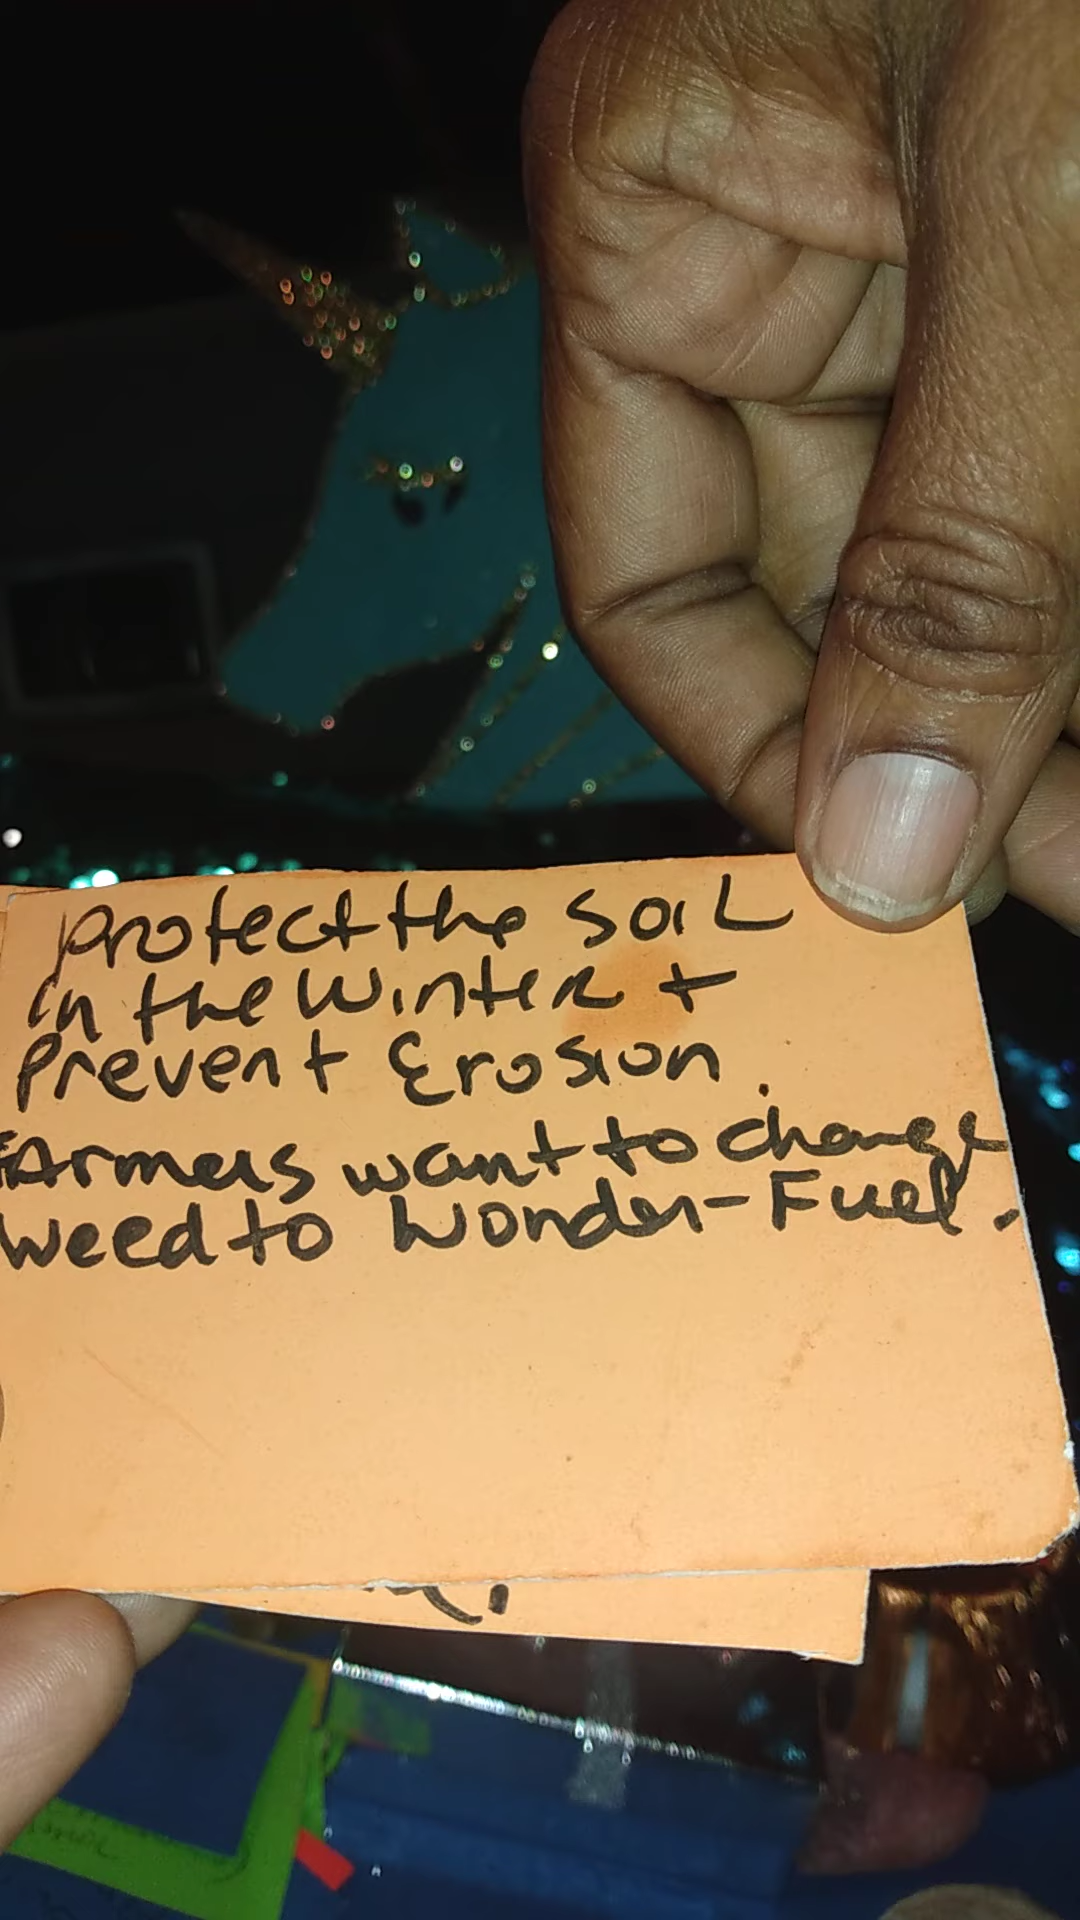 Protect the Soil
in the Winter +
Prevent Erosion.
Farmers want to change
weed to Wonder-Fuel.